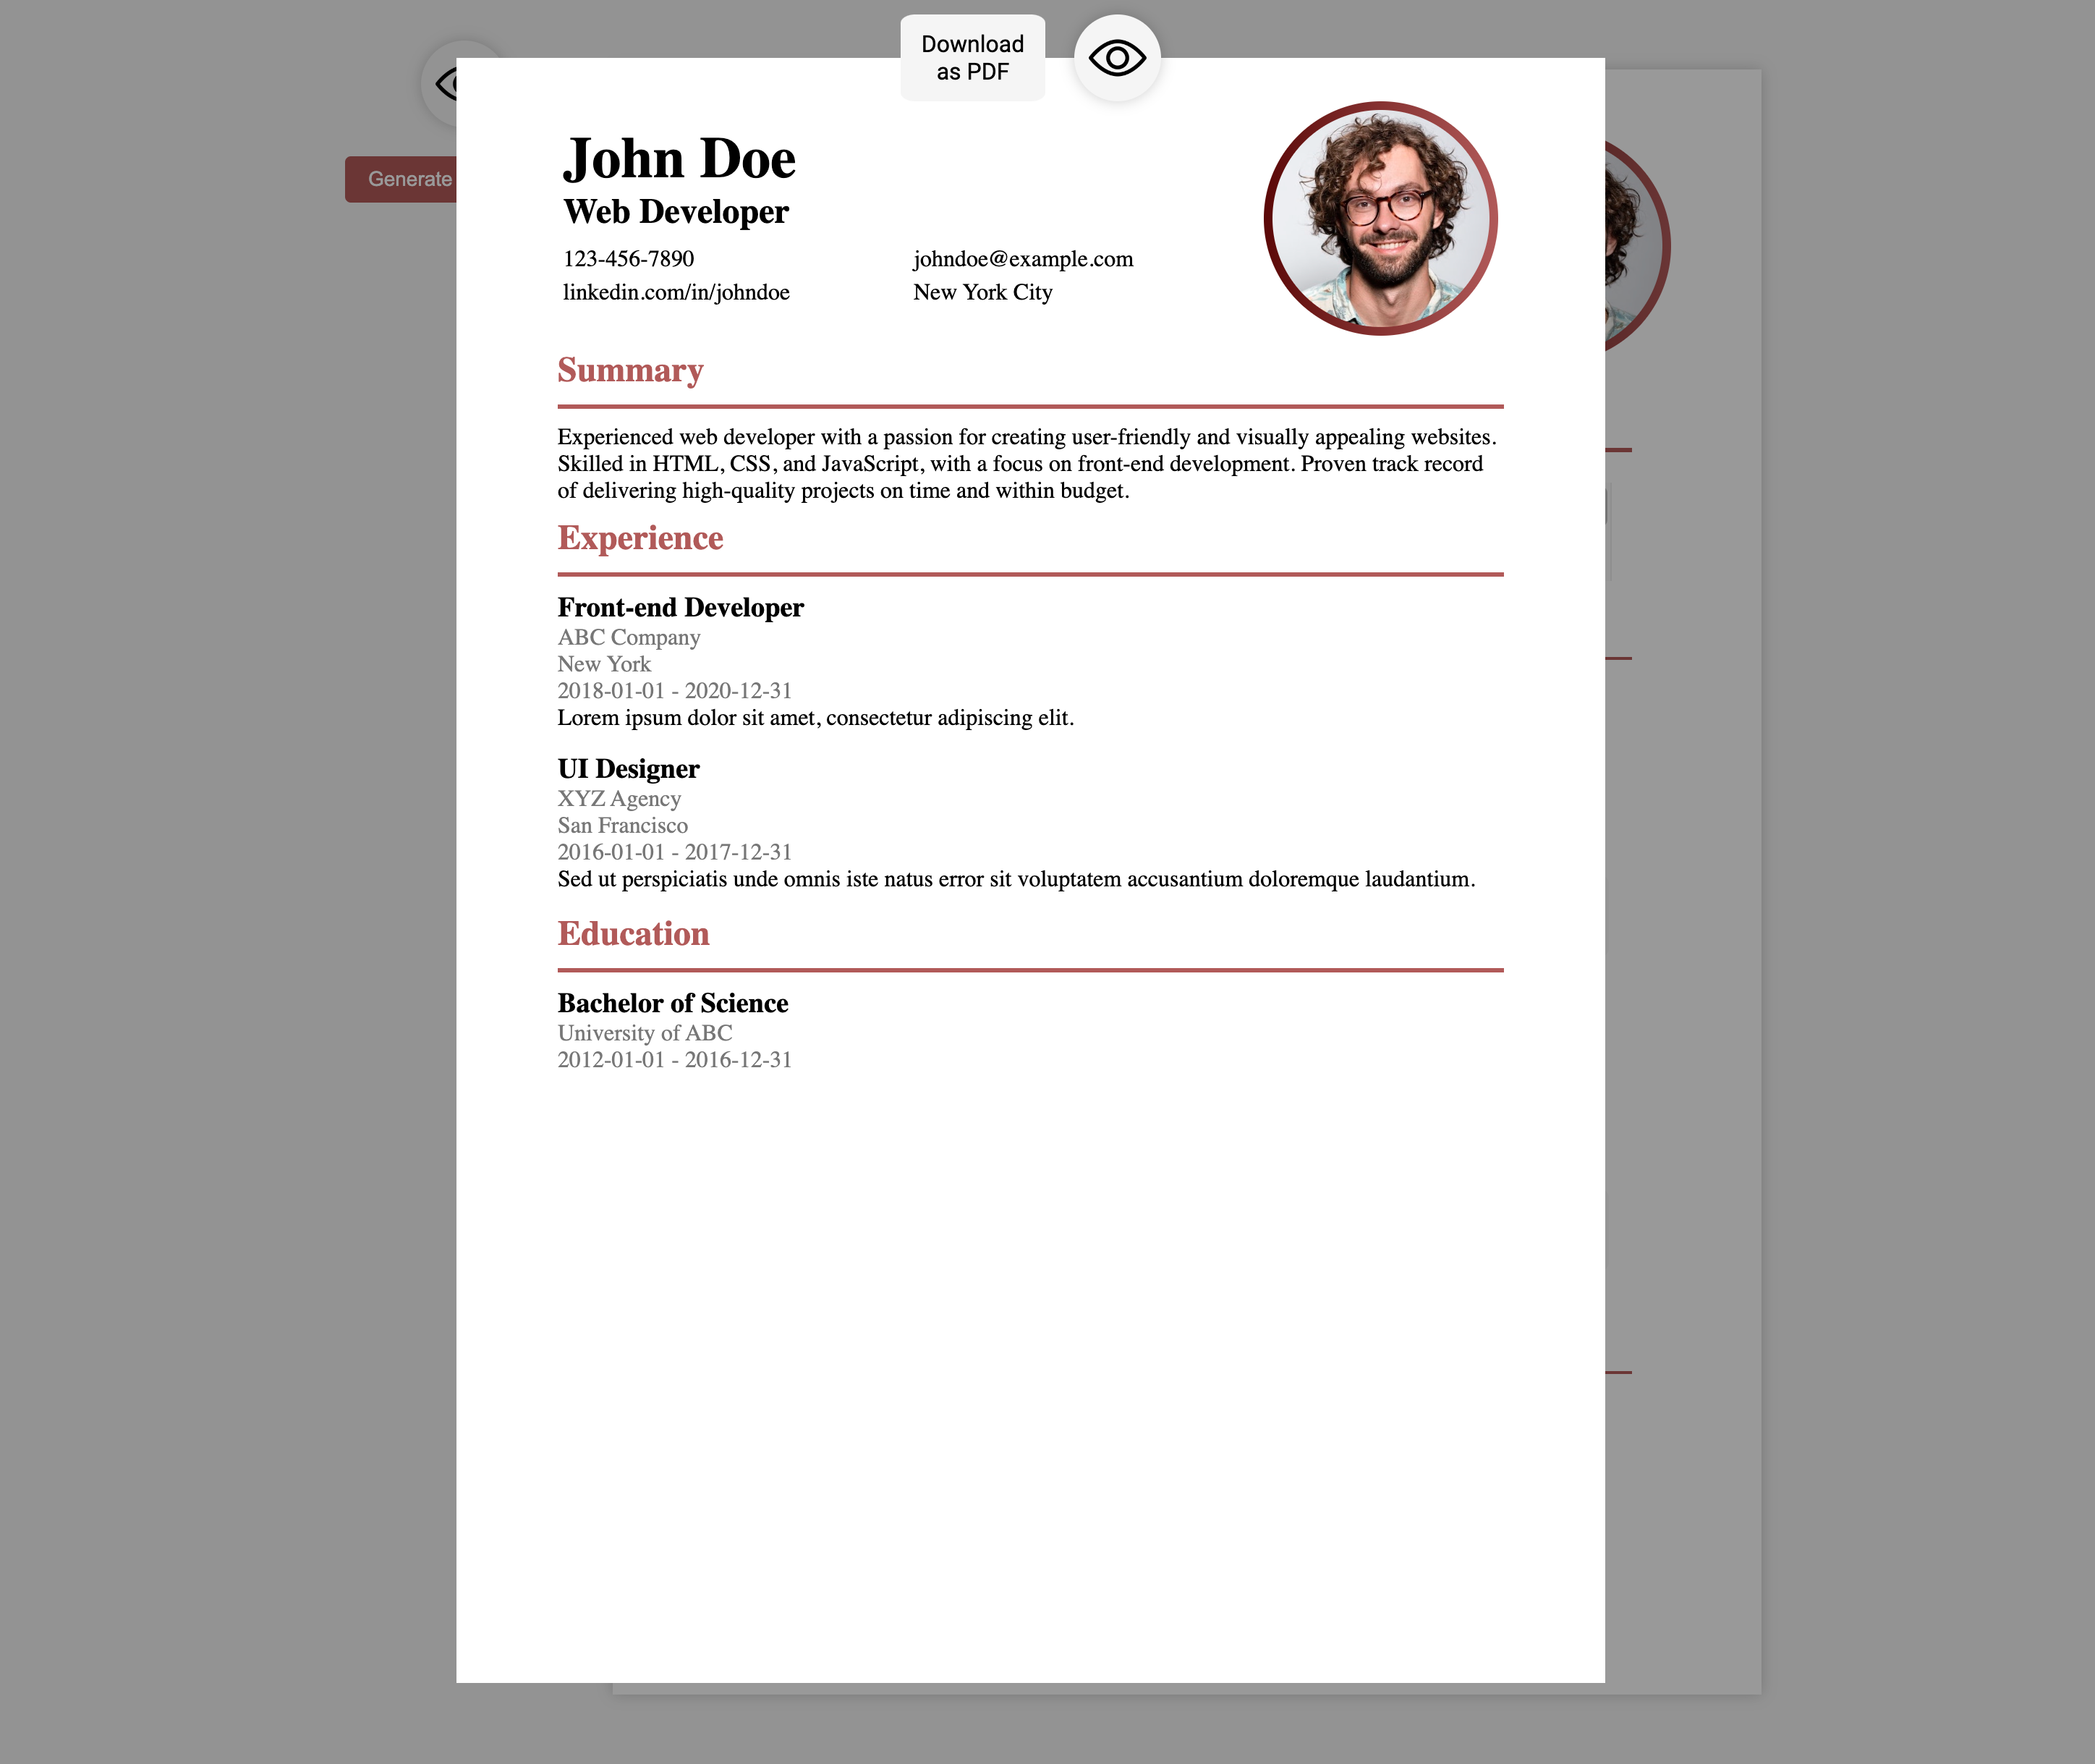 Download
as PDF
Generate
John Doe
Web Developer
123-456-7890
johndoe@example.com
linkedin.com/in/johndoe
New York City
Summary
Experienced web developer with a passion for creating user-friendly and visually appealing websites.
Skilled in HTML, CSS, and JavaScript, with a focus on front-end development. Proven track record
of delivering high-quality projects on time and within budget.
Experience
Front-end Developer
ABC Company
New York
2018-01-01 - 2020-12-31
Lorem ipsum dolor sit amet, consectetur adipiscing elit.
UI Designer
XYZ Agency
San Francisco
2016-01-01 - 2017-12-31
Sed ut perspiciatis unde omnis iste natus error sit voluptatem accusantium doloremque laudantium.
Education
Bachelor of Science
University of ABC
2012-01-01 - 2016-12-31